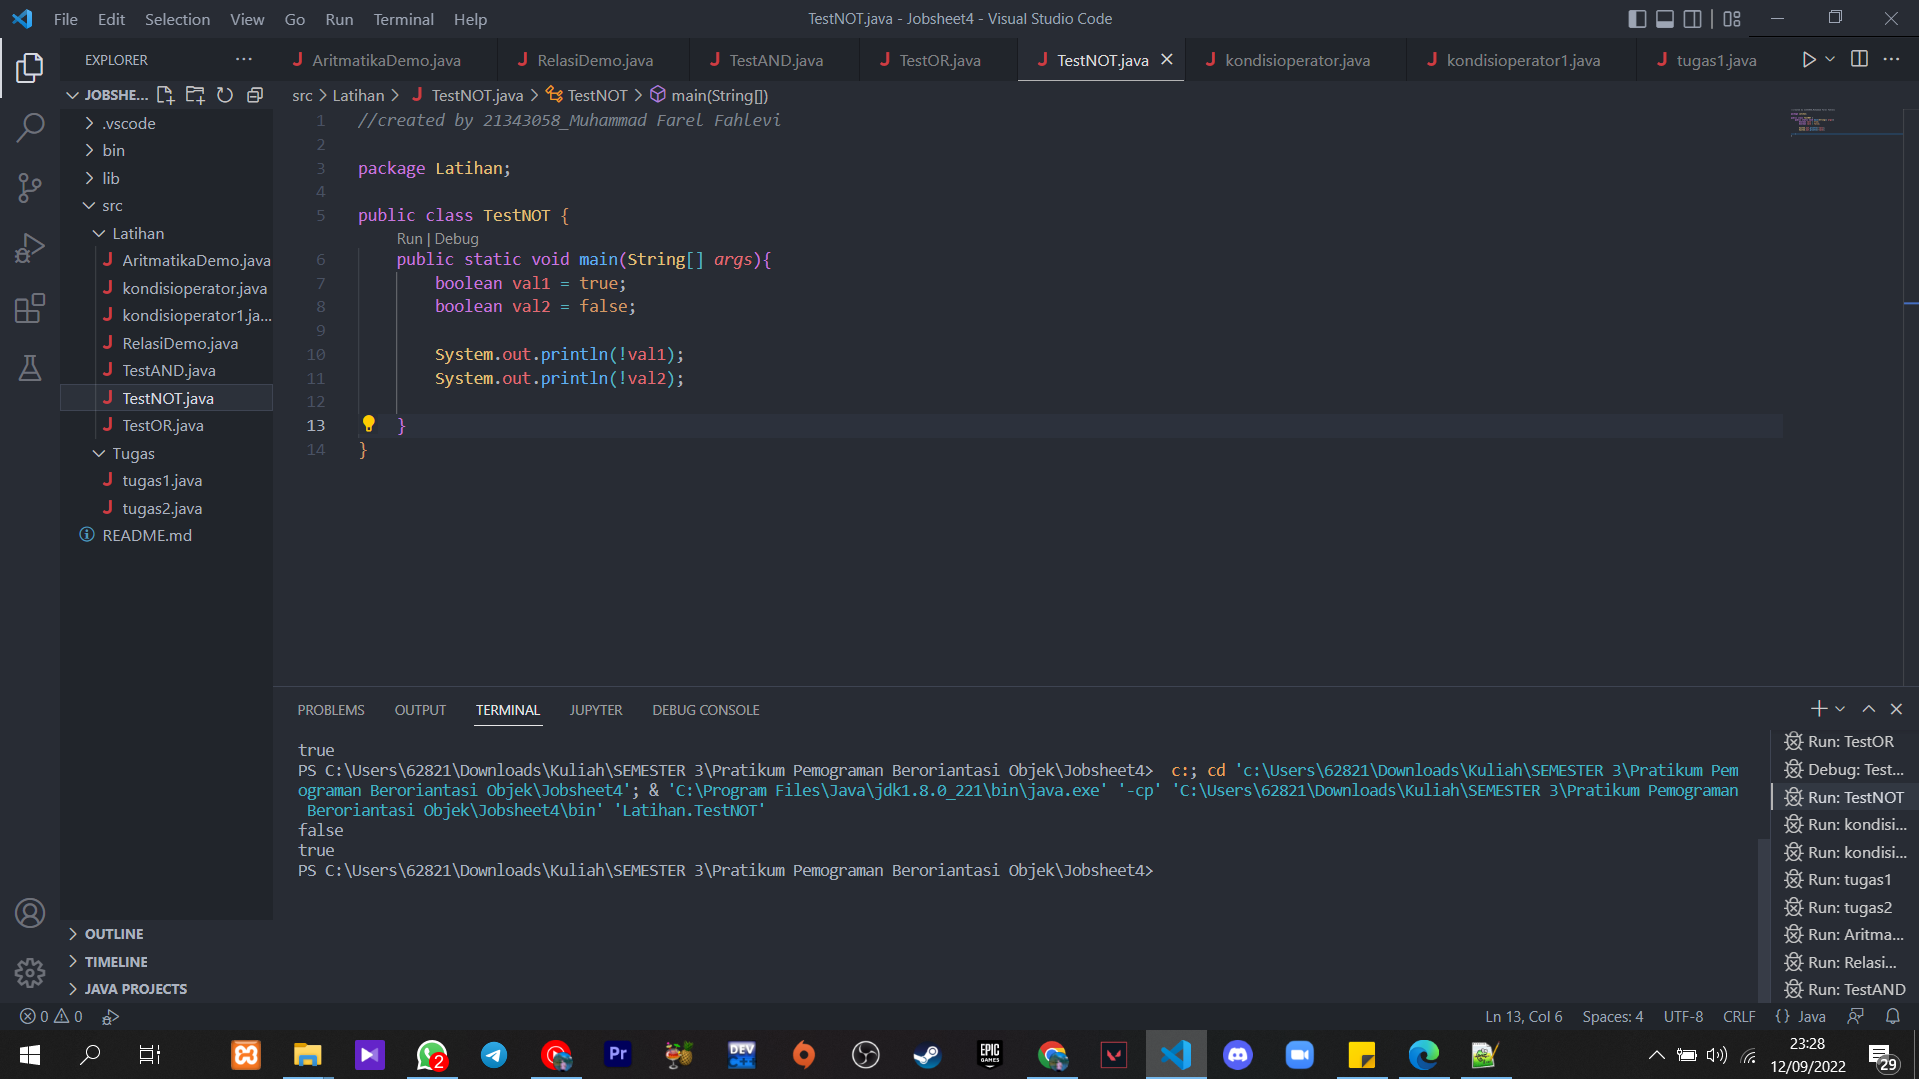 File Edit Selection View Go Run Terminal Help
TestNOT.java - Jobsheet4 - Visual Studio Code
EXPLORER
AritmatikaDemo.java RelasiDemo.java TestAND.java TestOR.java TestNOT.java kondisioperator.java kondisioperator1.java tugas1.java
JOBSHE...
.vscode
bin
lib
src
Latihan
AritmatikaDemo.java
kondisioperator.java
kondisioperator1.ja...
RelasiDemo.java
TestAND.java
TestNOT.java
TestOR.java
Tugas
tugas1.java
tugas2.java
README.md
OUTLINE
TIMELINE
JAVA PROJECTS
src > Latihan > TestNOT.java > TestNOT > main(String[])
1 //created by 21343058_Muhammad Farel Fahlevi
2
3 package Latihan;
4
5 public class TestNOT {
Run | Debug
6 public static void main(String[] args){
7 boolean val1 = true;
8 boolean val2 = false;
9
10 System.out.println(!val1);
11 System.out.println(!val2);
12
13 }
14 }
PROBLEMS OUTPUT TERMINAL JUPYTER DEBUG CONSOLE
true
PS C:\Users\62821\Downloads\Kuliah\SEMESTER 3\Pratikum Pemograman Beroriantasi Objek\Jobsheet4> c:; cd 'c:\Users\62821\Downloads\Kuliah\SEMESTER 3\Pratikum Pem
ograman Beroriantasi Objek\Jobsheet4'; & 'C:\Program Files\Java\jdk1.8.0_221\bin\java.exe' '-cp' 'C:\Users\62821\Downloads\Kuliah\SEMESTER 3\Pratikum Pemograman
Beroriantasi Objek\Jobsheet4\bin' 'Latihan.TestNOT'
false
true
PS C:\Users\62821\Downloads\Kuliah\SEMESTER 3\Pratikum Pemograman Beroriantasi Objek\Jobsheet4>
Run: TestOR
Debug: Test...
Run: TestNOT
Run: kondisi...
Run: kondisi...
Run: tugas1
Run: tugas2
Run: Aritma...
Run: Relasi...
Run: TestAND
0 0
Ln 13, Col 6 Spaces: 4 UTF-8 CRLF {} Java
2
Pr
DEV C++
EPIC GAMES
23:28
12/09/2022
29